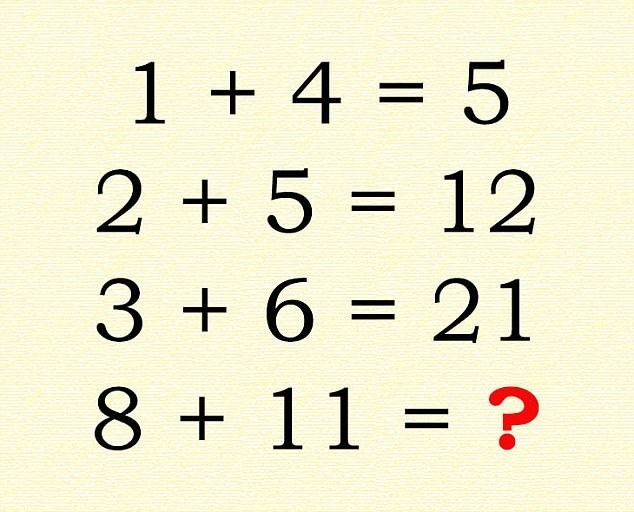 1 + 4 = 5
2 + 5 = 12
3 + 6 = 21
8 + 11 = ?